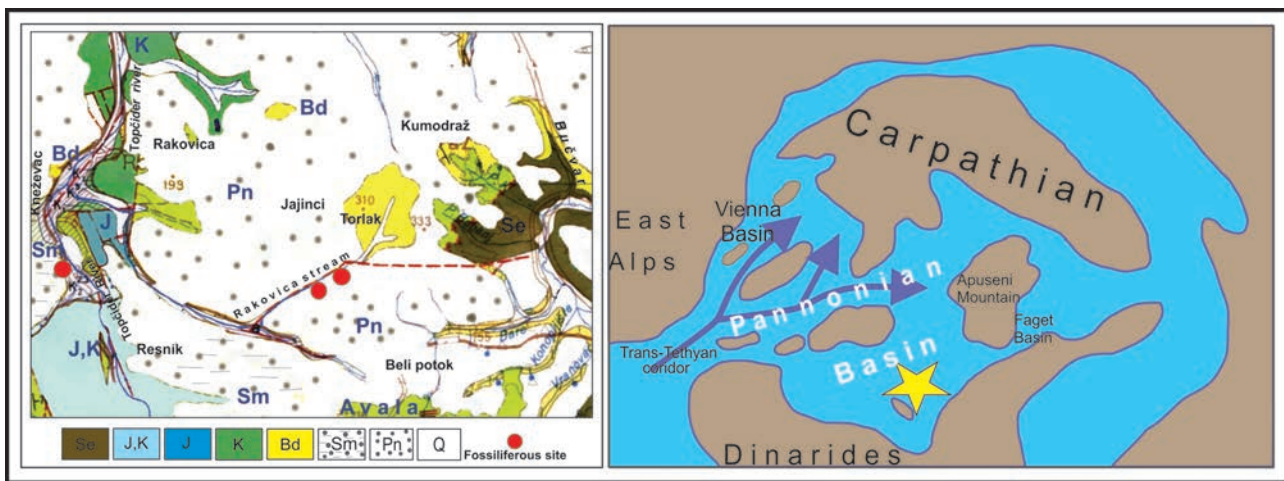 K
Topčider river
Bd
Rakovica
Kumodraž
Bučvar
Kneževac
Bd
199
Pn
Jajinci
310
Torlak
333
Se
J
Sm
Rakovica stream
Pn
Topčider
J,K
Resnik
Beli potok
Sm
Avala
Se
J,K
J
K
Bd
Sm
Pn
Q
Fossiliferous site
Carpathian
East
Alps
Vienna
Basin
Pannonian
Basin
Apuseni
Mountain
Faget
Basin
Trans-Tethyan
coridor
Dinarides